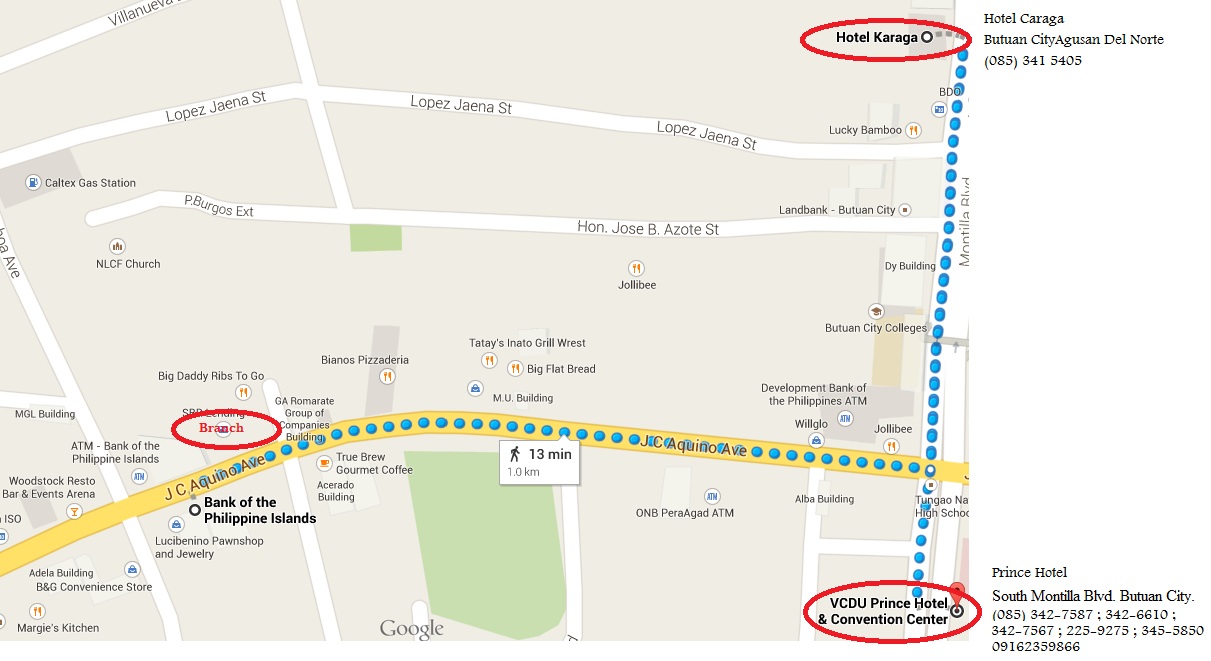 Villanueva
Hotel Karaga
Hotel Caraga
Butuan CityAgusan Del Norte
(085) 341 5405
BDO
Lopez Jaena St
Lopez Jaena St
Lopez Jaena St
Lucky Bamboo
Caltex Gas Station
P.Burgos Ext
Landbank - Butuan City
Hon. Jose B. Azote St
Montilla Blvd
NLCF Church
Jollibee
Dy Building
Butuan City Colleges
Tatay's Inato Grill Wrest
Bianos Pizzaderia
Big Flat Bread
Big Daddy Ribs To Go
M.U. Building
Development Bank of
the Philippines ATM
MGL Building
Branch
GA Romarate
Group of
Companies
Building
Willglo
Jollibee
ATM - Bank of the
Philippine Islands
J C Aquino Ave
13 min
1.0 km
True Brew
Gourmet Coffee
Woodstock Resto
Bar & Events Arena
J C Aquino Ave
Acerado
Building
Alba Building
Tungao Na
High Schoo
Bank of the
Philippine Islands
ONB PeraAgad ATM
ISO
Lucibenino Pawnshop
and Jewelry
Adela Building
B&G Convenience Store
Margie's Kitchen
Google
VCDU Prince Hotel
& Convention Center
Prince Hotel
South Montilla Blvd. Butuan City.
(085) 342-7587 ; 342-6610 ;
342-7567 ; 225-9275 ; 345-5850
09162359866